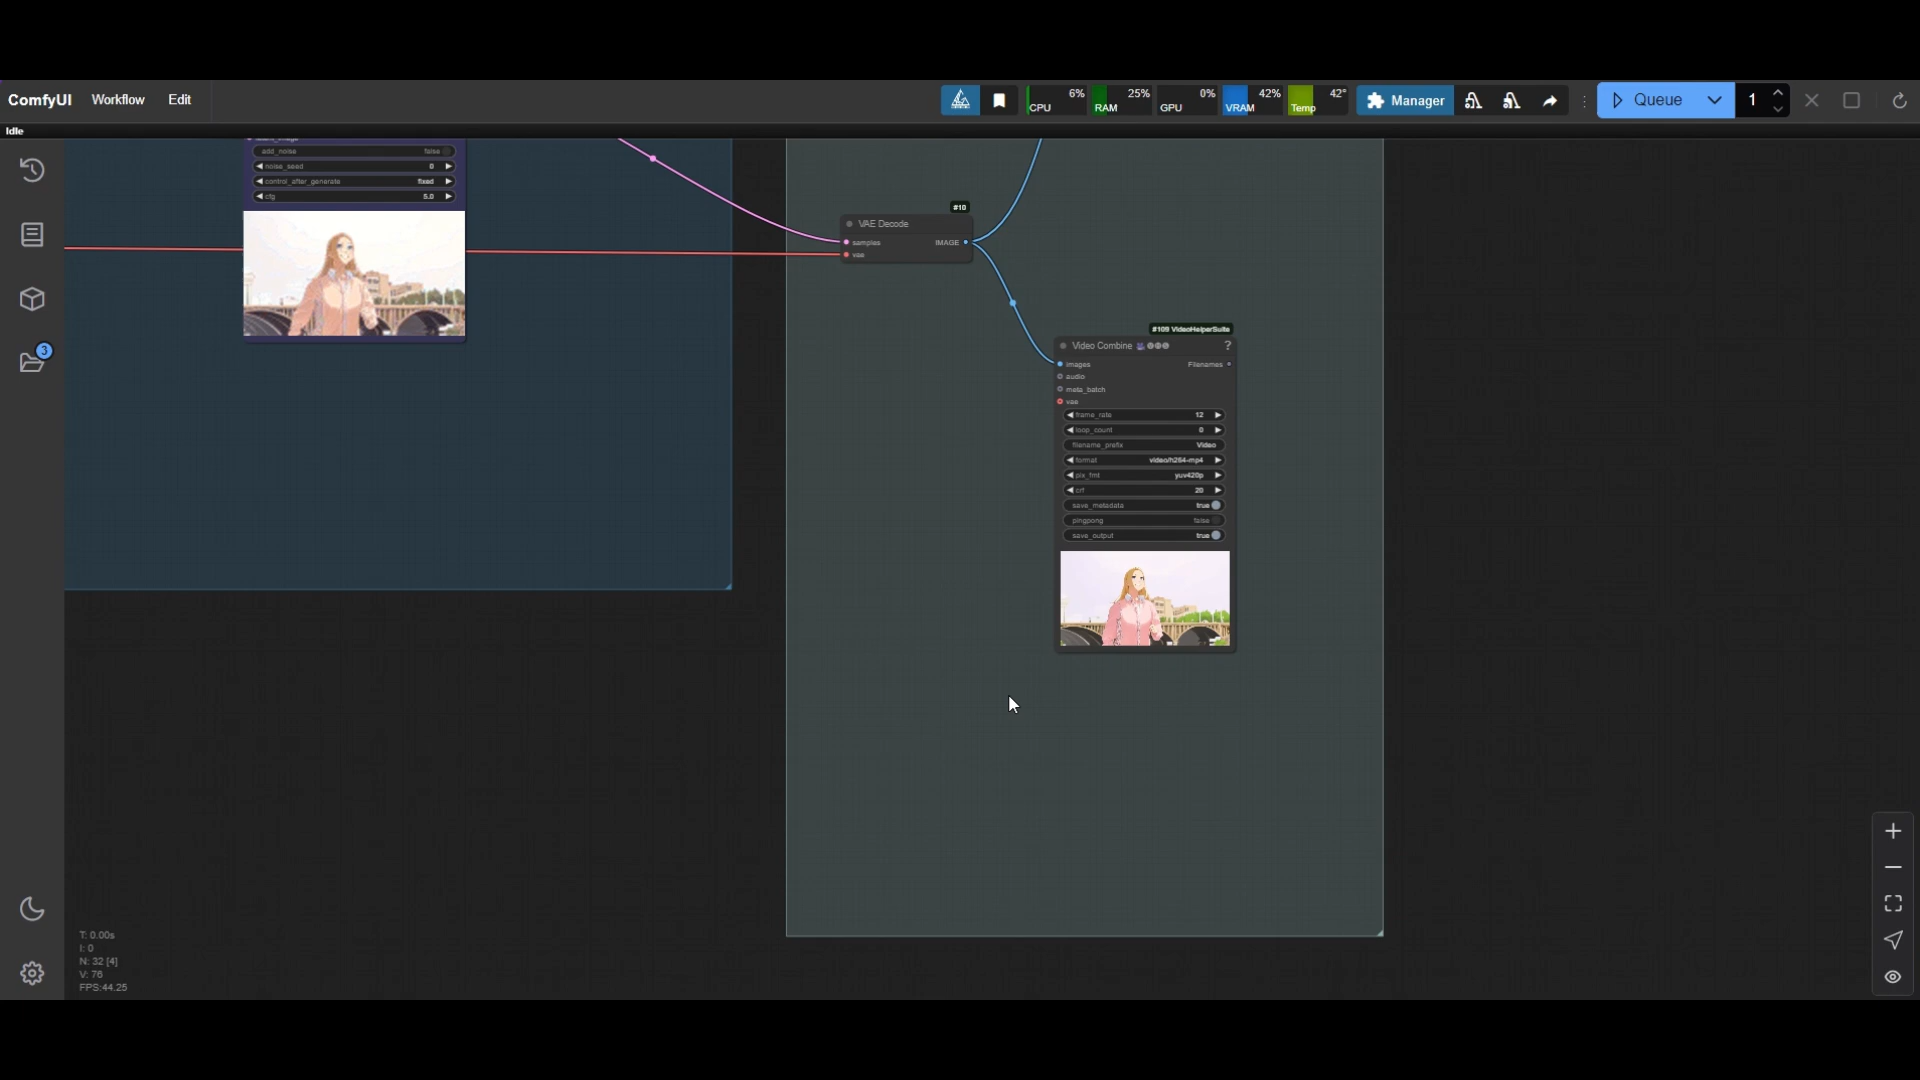 ComfyUI Workflow Edit
CPU 6% RAM 25% GPU 0% VRAM 42% Temp 42° Manager Queue 1
Idle
add_noise false
noise_seed 0
control_after_generate fixed
cfg 5.0
#10
VAE Decode
samples IMAGE
vae
#109 VideoHelperSuite
Video Combine ?
images Filenames
audio
meta_batch
vae
frame_rate 12
loop_count 0
filename_prefix Video
format video/h264-mp4
pix_fmt yuv420p
crf 20
save_metadata true
pingpong false
save_output true
3
T: 0.00s
I: 0
N: 32 [4]
V: 76
FPS:44.25